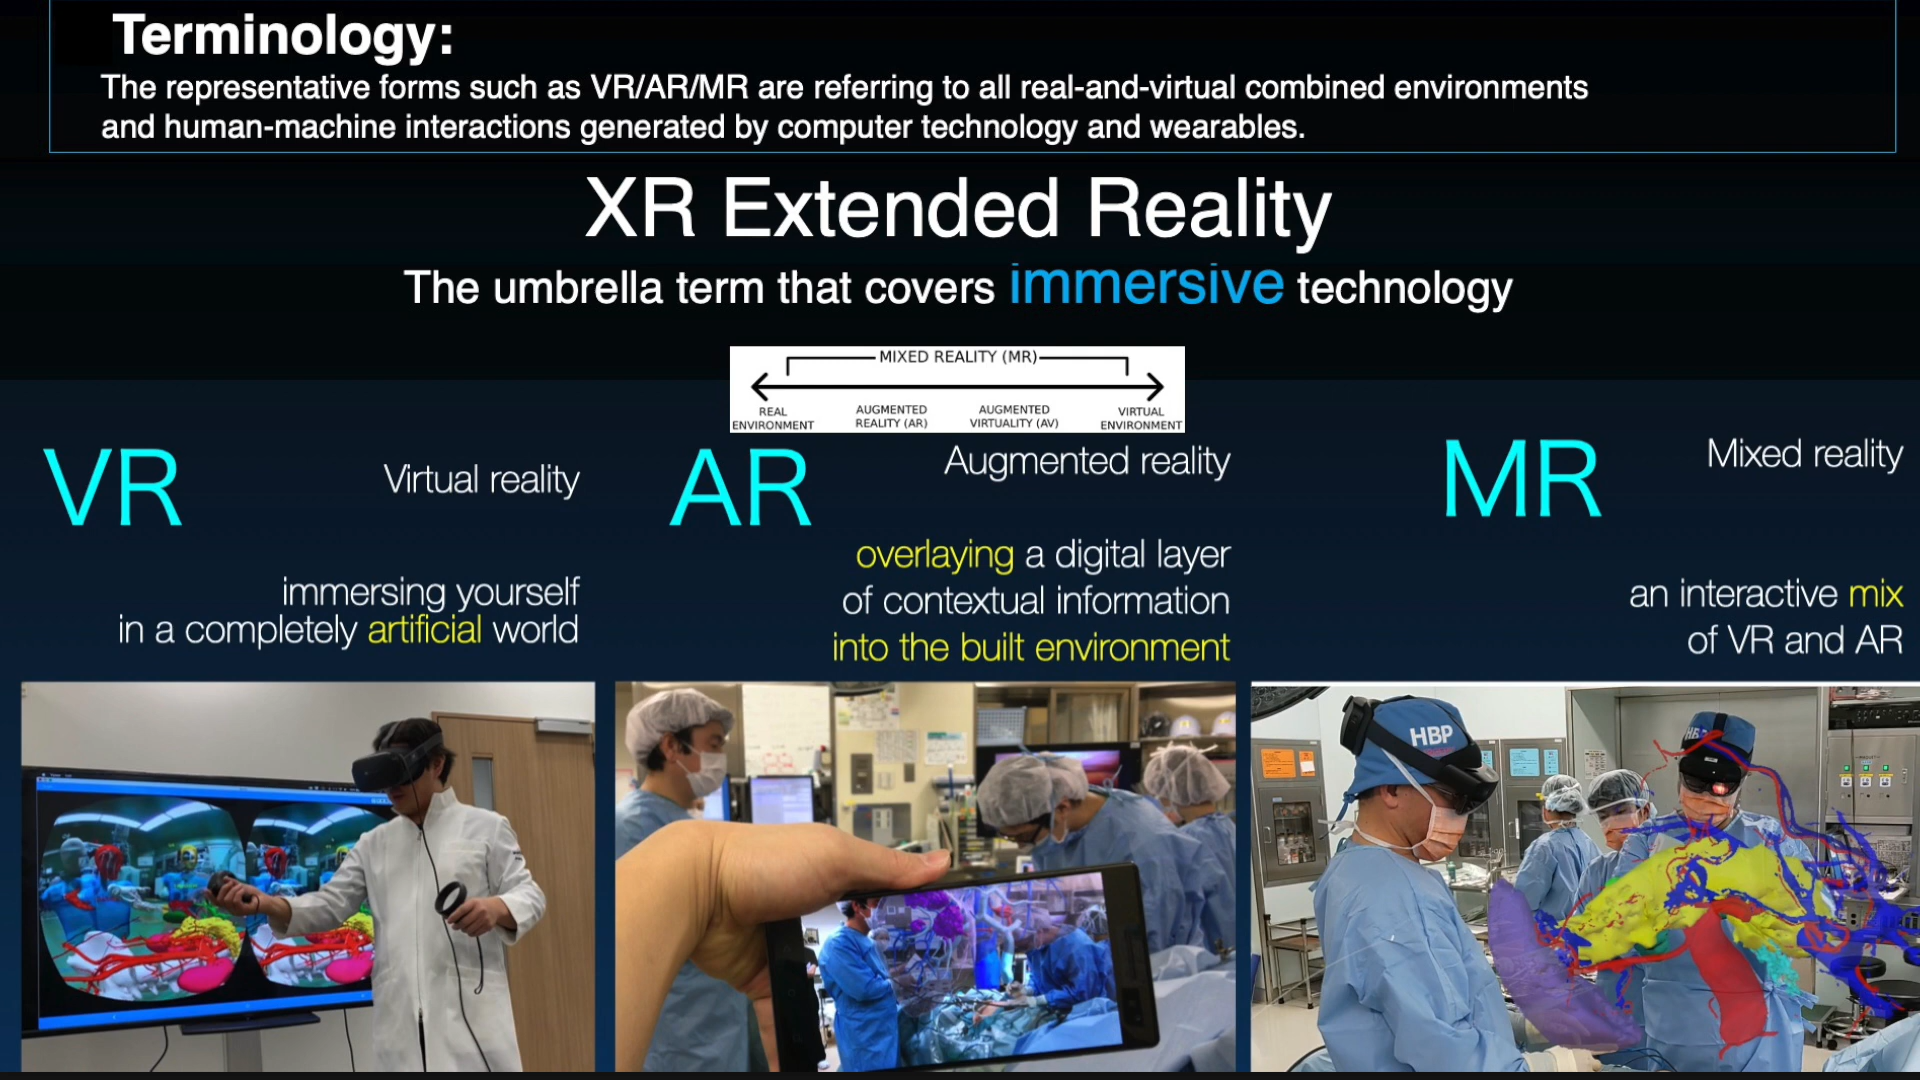 Terminology:
The representative forms such as VR/AR/MR are referring to all real-and-virtual combined environments
and human-machine interactions generated by computer technology and wearables.
XR Extended Reality
The umbrella term that covers immersive technology
MIXED REALITY (MR)
REAL
ENVIRONMENT
AUGMENTED
REALITY (AR)
AUGMENTED
VIRTUALITY (AV)
VIRTUAL
ENVIRONMENT
VR
Virtual reality
immersing yourself
in a completely artificial world
AR
Augmented reality
overlaying a digital layer
of contextual information
into the built environment
MR
Mixed reality
an interactive mix
of VR and AR
HBP